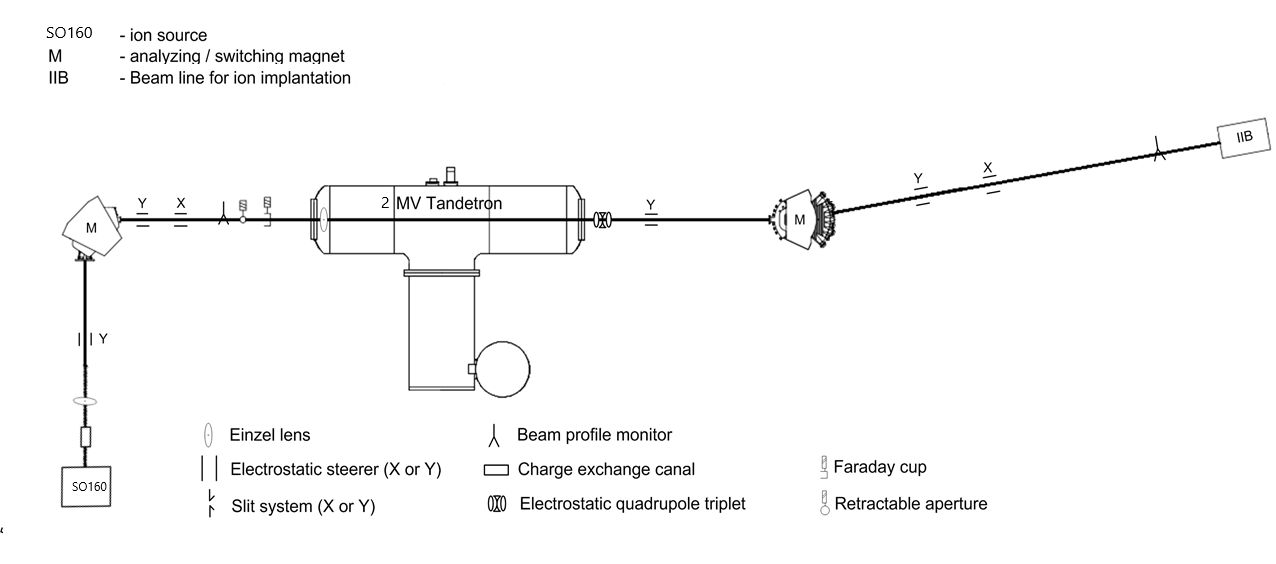 SO160 - ion source
M - analyzing / switching magnet
IIB - Beam line for ion implantation
IIB
Y X
Y X
2 MV Tandetron
Y
M
M
Y
SO160
Einzel lens
Beam profile monitor
Electrostatic steerer (X or Y)
Charge exchange canal
Faraday cup
Slit system (X or Y)
Electrostatic quadrupole triplet
Retractable aperture